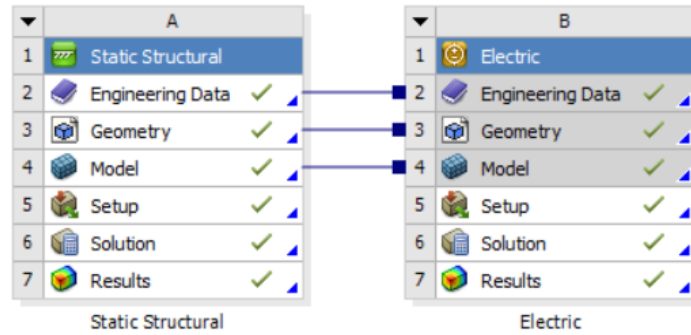 A
1 Static Structural
2 Engineering Data
3 Geometry
4 Model
5 Setup
6 Solution
7 Results
Static Structural
B
1 Electric
2 Engineering Data
3 Geometry
4 Model
5 Setup
6 Solution
7 Results
Electric